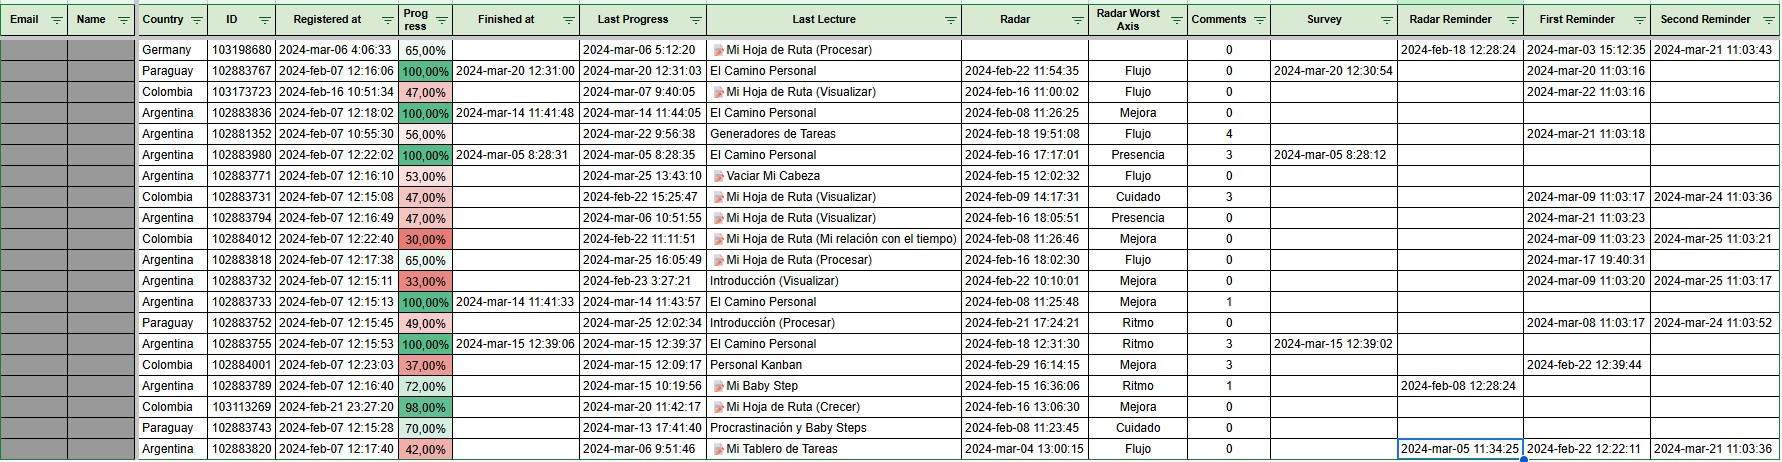 Email Name Country ID Registered at Prog ress Finished at Last Progress Last Lecture Radar Radar Worst Axis Comments Survey Radar Reminder First Reminder Second Reminder
Germany 103198680 2024-mar-06 4:06:33 65,00% 2024-mar-06 5:12:20 Mi Hoja de Ruta (Procesar) 0 2024-feb-18 12:28:24 2024-mar-03 15:12:35 2024-mar-21 11:03:43
Paraguay 102883767 2024-feb-07 12:16:06 100,00% 2024-mar-20 12:31:00 2024-mar-20 12:31:03 El Camino Personal 2024-feb-22 11:54:35 Flujo 0 2024-mar-20 12:30:54 2024-mar-20 11:03:16
Colombia 103173723 2024-feb-16 10:51:34 47,00% 2024-mar-07 9:40:05 Mi Hoja de Ruta (Visualizar) 2024-feb-16 11:00:02 Flujo 0 2024-mar-22 11:03:16
Argentina 102883836 2024-feb-07 12:18:02 100,00% 2024-mar-14 11:41:48 2024-mar-14 11:44:05 El Camino Personal 2024-feb-08 11:26:25 Mejora 0
Argentina 102881352 2024-feb-07 10:55:30 56,00% 2024-mar-22 9:56:38 Generadores de Tareas 2024-feb-18 19:51:08 Flujo 4 2024-mar-21 11:03:18
Argentina 102883980 2024-feb-07 12:22:02 100,00% 2024-mar-05 8:28:31 2024-mar-05 8:28:35 El Camino Personal 2024-feb-16 17:17:01 Presencia 3 2024-mar-05 8:28:12
Argentina 102883771 2024-feb-07 12:16:10 53,00% 2024-mar-25 13:43:10 Vaciar Mi Cabeza 2024-feb-15 12:02:32 Flujo 0
Colombia 102883731 2024-feb-07 12:15:08 47,00% 2024-feb-22 15:25:47 Mi Hoja de Ruta (Visualizar) 2024-feb-09 14:17:31 Cuidado 3 2024-mar-09 11:03:17 2024-mar-24 11:03:36
Argentina 102883794 2024-feb-07 12:16:49 47,00% 2024-mar-06 10:51:55 Mi Hoja de Ruta (Visualizar) 2024-feb-16 18:05:51 Presencia 0 2024-mar-21 11:03:23
Colombia 102884012 2024-feb-07 12:22:40 30,00% 2024-feb-22 11:11:51 Mi Hoja de Ruta (Mi relación con el tiempo) 2024-feb-08 11:26:46 Mejora 0 2024-mar-09 11:03:23 2024-mar-25 11:03:21
Argentina 102883818 2024-feb-07 12:17:38 65,00% 2024-mar-25 16:05:49 Mi Hoja de Ruta (Procesar) 2024-feb-16 18:02:30 Flujo 0 2024-mar-17 19:40:31
Argentina 102883732 2024-feb-07 12:15:11 33,00% 2024-feb-23 3:27:21 Introducción (Visualizar) 2024-feb-22 10:10:01 Mejora 0 2024-mar-09 11:03:20 2024-mar-25 11:03:17
Argentina 102883733 2024-feb-07 12:15:13 100,00% 2024-mar-14 11:41:33 2024-mar-14 11:43:57 El Camino Personal 2024-feb-08 11:25:48 Mejora 1
Paraguay 102883752 2024-feb-07 12:15:45 49,00% 2024-mar-25 12:02:34 Introducción (Procesar) 2024-feb-21 17:24:21 Ritmo 0 2024-mar-08 11:03:17 2024-mar-24 11:03:52
Argentina 102883755 2024-feb-07 12:15:53 100,00% 2024-mar-15 12:39:06 2024-mar-15 12:39:37 El Camino Personal 2024-feb-18 12:31:30 Ritmo 3 2024-mar-15 12:39:02
Colombia 102884001 2024-feb-07 12:23:03 37,00% 2024-mar-15 12:09:17 Personal Kanban 2024-feb-29 16:14:15 Mejora 3 2024-feb-22 12:39:44
Argentina 102883789 2024-feb-07 12:16:40 72,00% 2024-mar-15 10:19:56 Mi Baby Step 2024-feb-15 16:36:06 Ritmo 1 2024-feb-08 12:28:24
Colombia 103113269 2024-feb-21 23:27:20 98,00% 2024-mar-20 11:42:17 Mi Hoja de Ruta (Crecer) 2024-feb-16 13:06:30 Mejora 0
Paraguay 102883743 2024-feb-07 12:15:28 70,00% 2024-mar-13 17:41:40 Procrastinación y Baby Steps 2024-feb-08 11:23:45 Cuidado 0
Argentina 102883820 2024-feb-07 12:17:40 42,00% 2024-mar-06 9:51:46 Mi Tablero de Tareas 2024-mar-04 13:00:15 Flujo 0 2024-mar-05 11:34:25 2024-feb-22 12:22:11 2024-mar-21 11:03:36